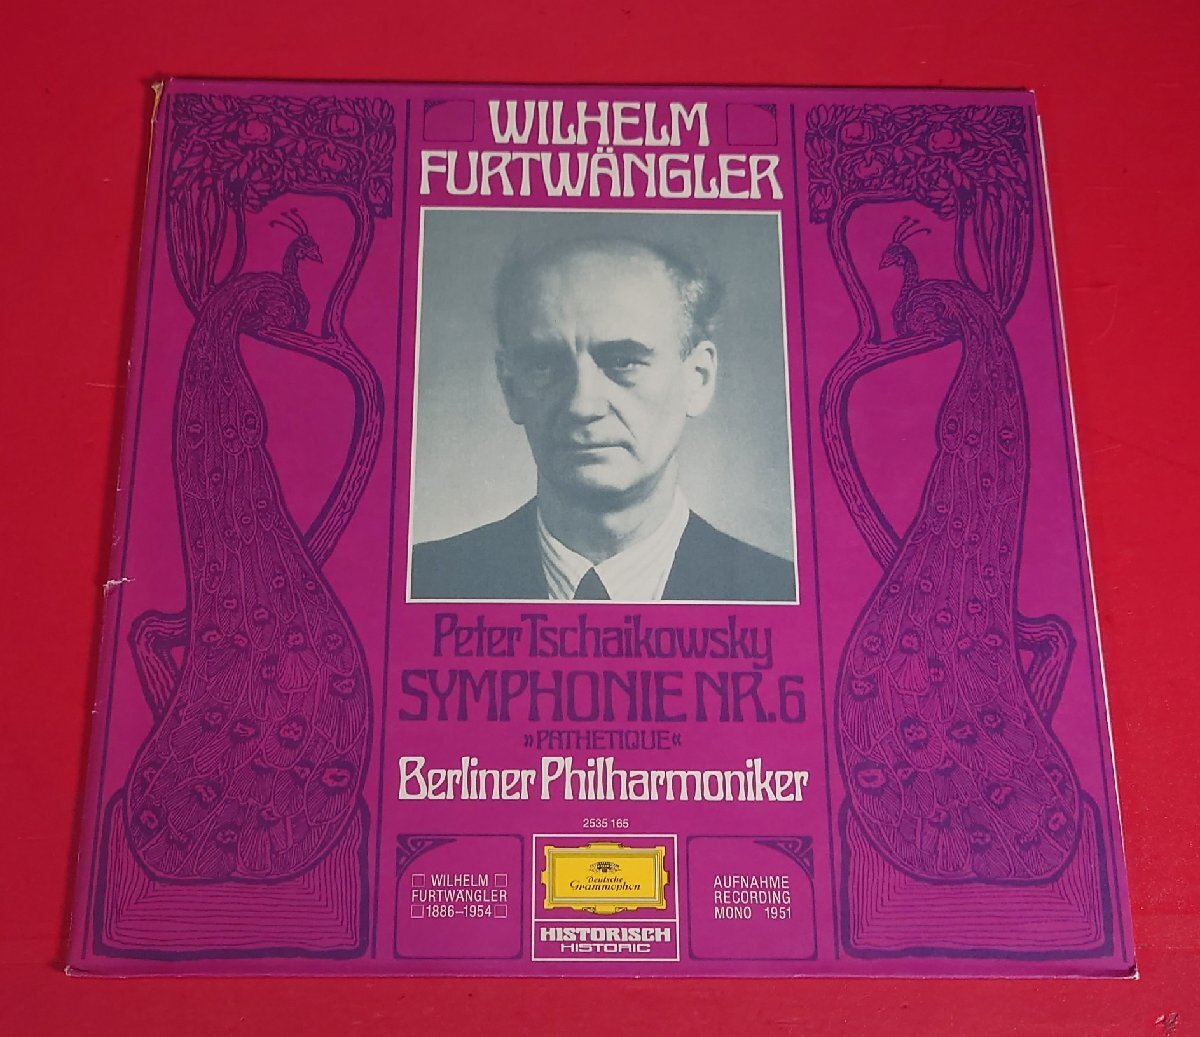 WILHELM
FURTWÄNGLER
Peter Tschaikowsky
SYMPHONIE NR.6
»PATHETIQUE«
Berliner Philharmoniker
2535 165
WILHELM
FURTWÄNGLER
1886–1954
Deutsche
Grammophon
HISTORISCH
HISTORIC
AUFNAHME
RECORDING
MONO 1951